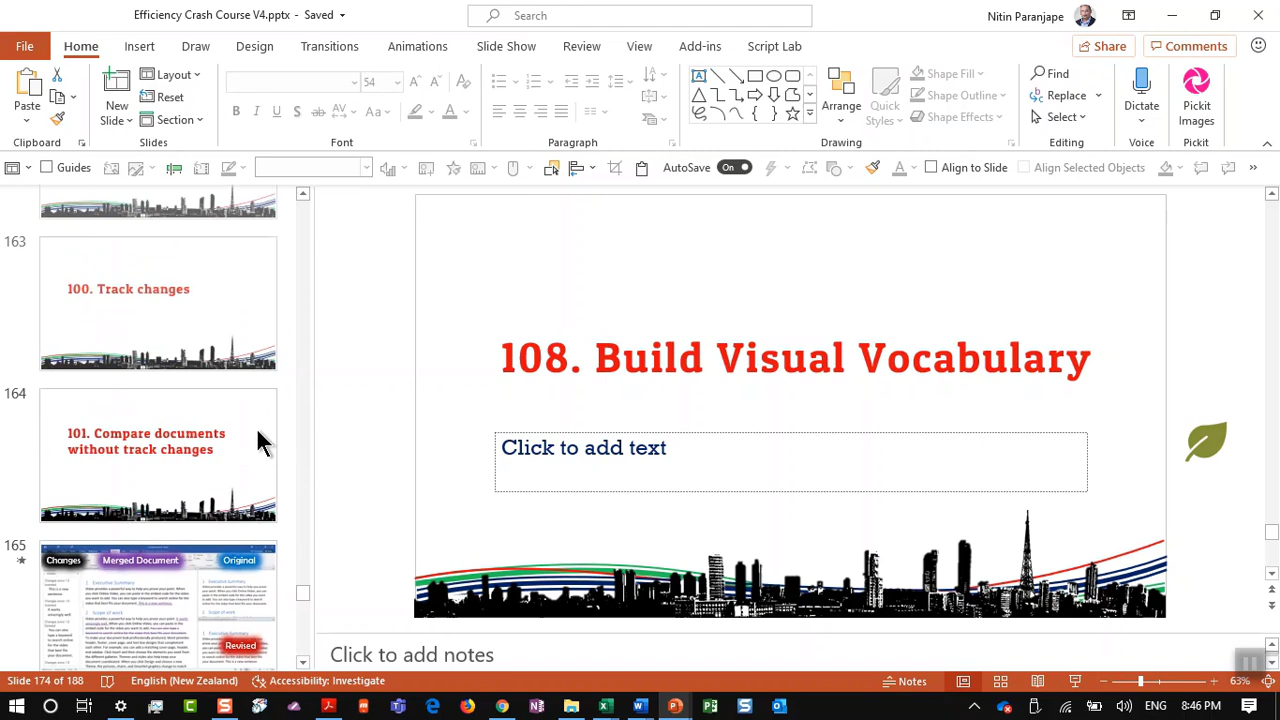 Efficiency Crash Course V4.pptx - Saved
Search
Nitin Paranjape
File Home Insert Draw Design Transitions Animations Slide Show Review View Add-ins Script Lab Share Comments
Paste
New Slide
Layout
Reset
Section
54
Find
Replace
Select
Arrange
Quick Styles
Shape Fill
Shape Outline
Shape Effects
Dictate
Pickit Images
Clipboard Slides Font Paragraph Drawing Editing Voice Pickit
Guides
AutoSave On
Align to Slide
Align Selected Objects
163
100. Track changes
164
101. Compare documents
without track changes
165
Changes Merged Document Original
Revised
108. Build Visual Vocabulary
Click to add text
Click to add notes
Slide 174 of 188 English (New Zealand) Accessibility: Investigate Notes 63%
8:46 PM